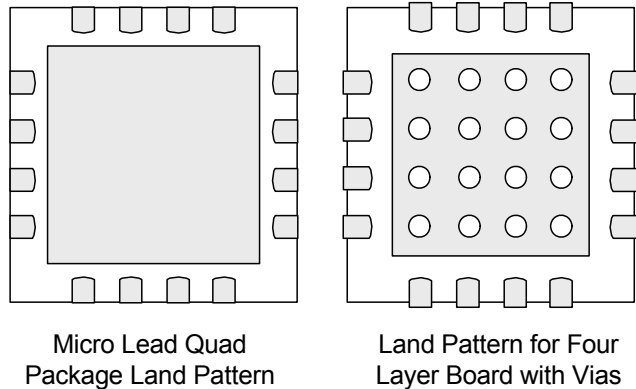 Micro Lead Quad
Package Land Pattern
Land Pattern for Four
Layer Board with Vias